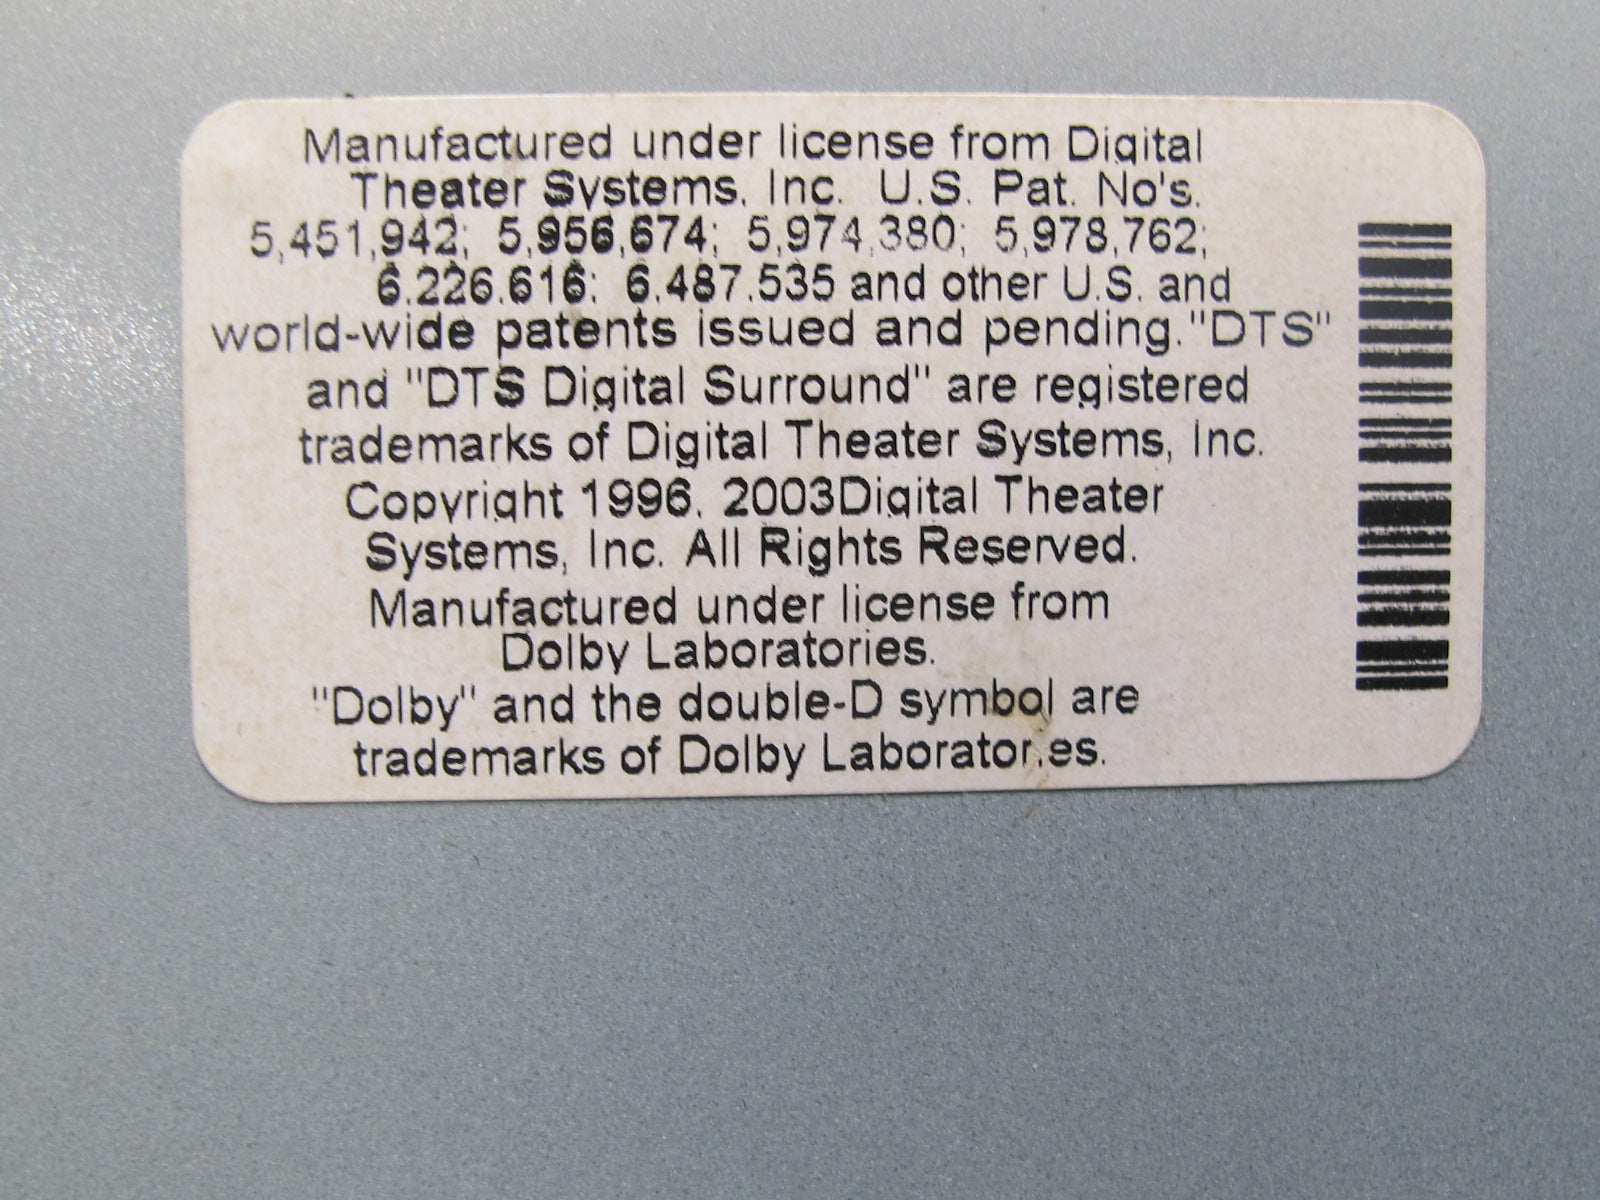 Manufactured under license from Digital
Theater Systems, Inc. U.S. Pat. No's.
5,451,942; 5,956,674; 5,974,380; 5,978,762;
6,226,616; 6,487,535 and other U.S. and
world-wide patents issued and pending."DTS"
and "DTS Digital Surround" are registered
trademarks of Digital Theater Systems, Inc.
Copyright 1996, 2003Digital Theater
Systems, Inc. All Rights Reserved.
Manufactured under license from
Dolby Laboratories.
"Dolby" and the double-D symbol are
trademarks of Dolby Laboratories.